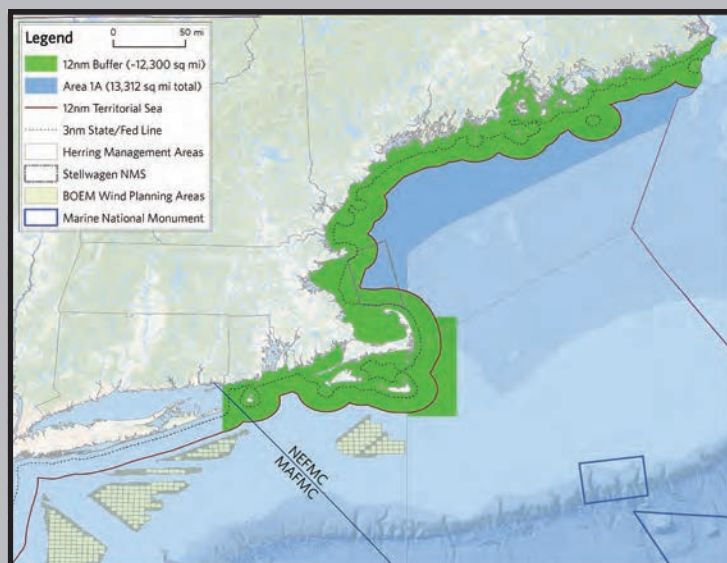 Legend
0 50 mi
12nm Buffer (~12,300 sq mi)
Area 1A (13,312 sq mi total)
12nm Territorial Sea
3nm State/Fed Line
Herring Management Areas
Stellwagen NMS
BOEM Wind Planning Areas
Marine National Monument
NEFMC
MAFMC